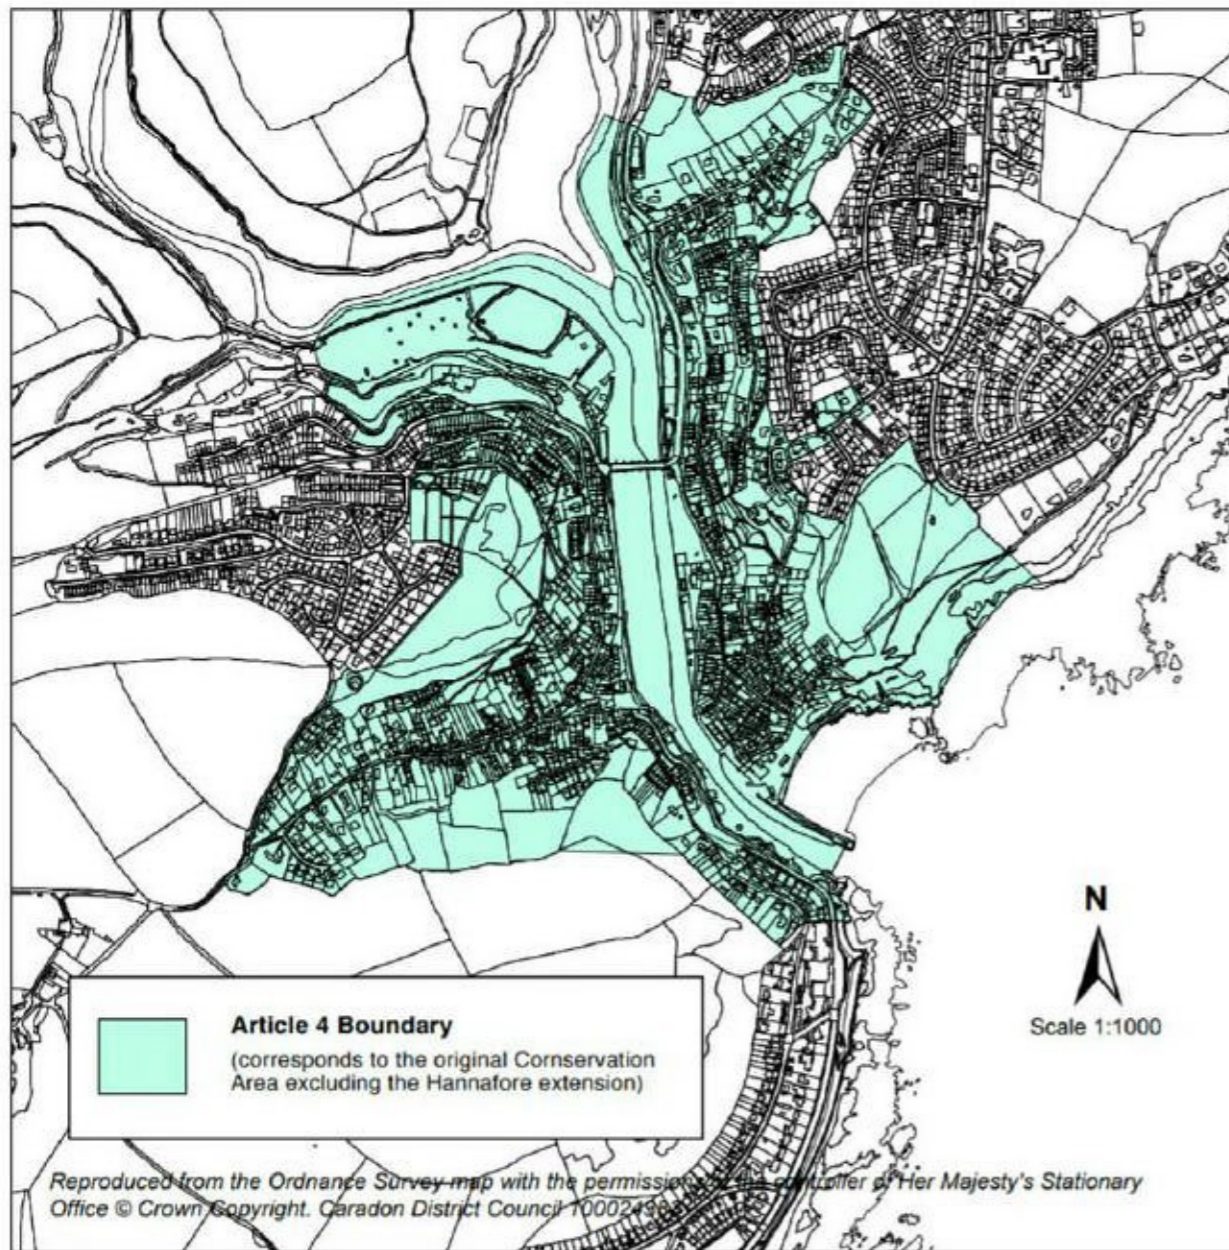 N
Scale 1:1000
Article 4 Boundary
(corresponds to the original Cornservation
Area excluding the Hannafore extension)
Reproduced from the Ordnance Survey map with the permission of the controller of Her Majesty's Stationary
Office © Crown Copyright. Caradon District Council